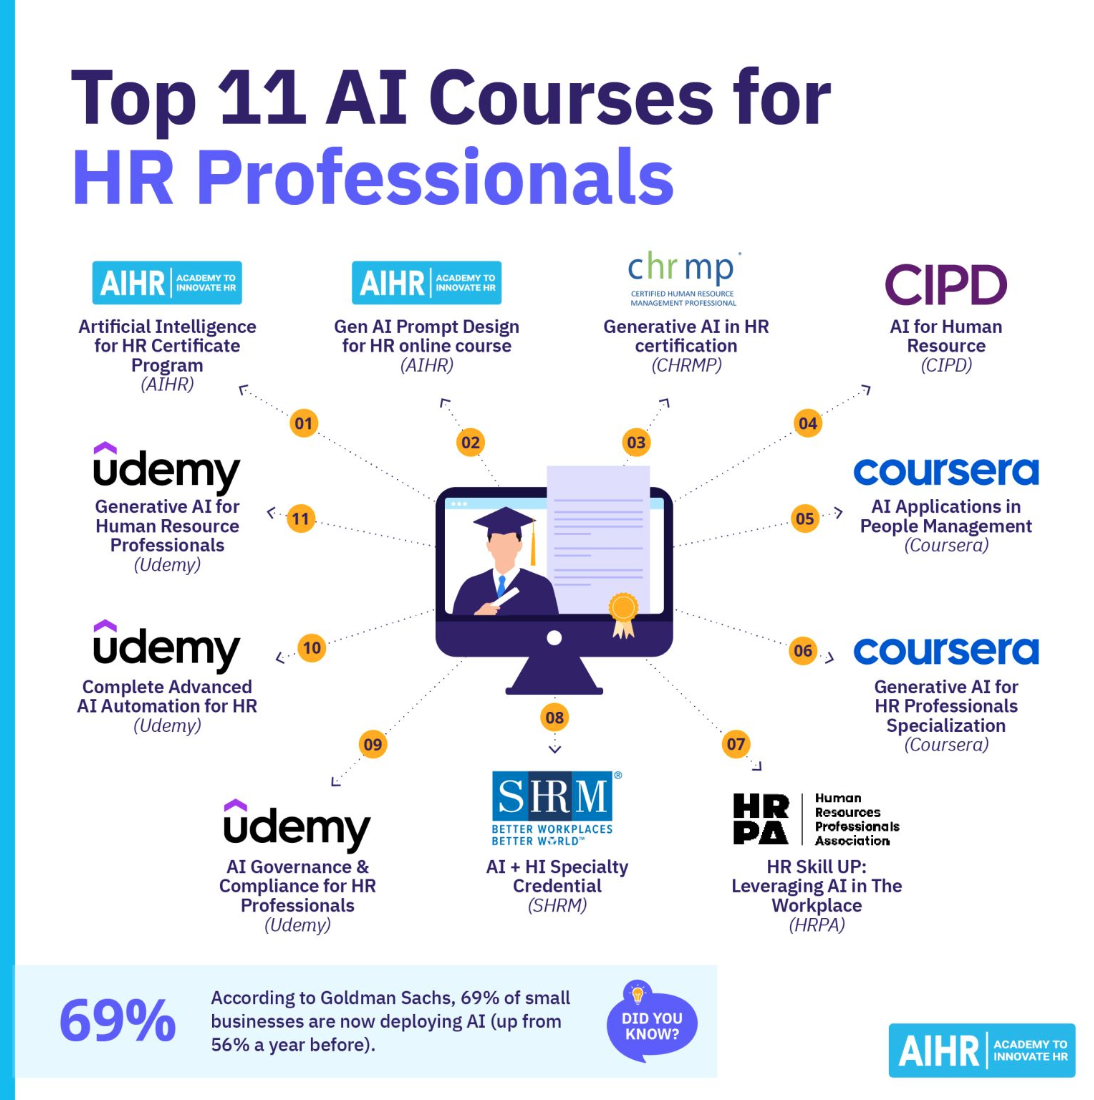 Top 11 AI Courses for
HR Professionals
AIHR
ACADEMY TO
INNOVATE HR
Artificial Intelligence
for HR Certificate
Program
(AIHR)
01
AIHR
ACADEMY TO
INNOVATE HR
Gen AI Prompt Design
for HR online course
(AIHR)
02
chrmp
CERTIFIED HUMAN RESOURCE
MANAGEMENT PROFESSIONAL
Generative AI in HR
certification
(CHRMP)
03
CIPD
AI for Human
Resource
(CIPD)
04
coursera
AI Applications in
People Management
(Coursera)
05
coursera
Generative AI for
HR Professionals
Specialization
(Coursera)
06
HR
PA
Human
Resources
Professionals
Association
HR Skill UP:
Leveraging AI in The
Workplace
(HRPA)
07
SHRM®
BETTER WORKPLACES
BETTER WORLD™
AI + HI Specialty
Credential
(SHRM)
08
udemy
AI Governance &
Compliance for HR
Professionals
(Udemy)
09
udemy
Complete Advanced
AI Automation for HR
(Udemy)
10
udemy
Generative AI for
Human Resource
Professionals
(Udemy)
11
69%
According to Goldman Sachs, 69% of small
businesses are now deploying AI (up from
56% a year before).
DID YOU
KNOW?
AIHR
ACADEMY TO
INNOVATE HR